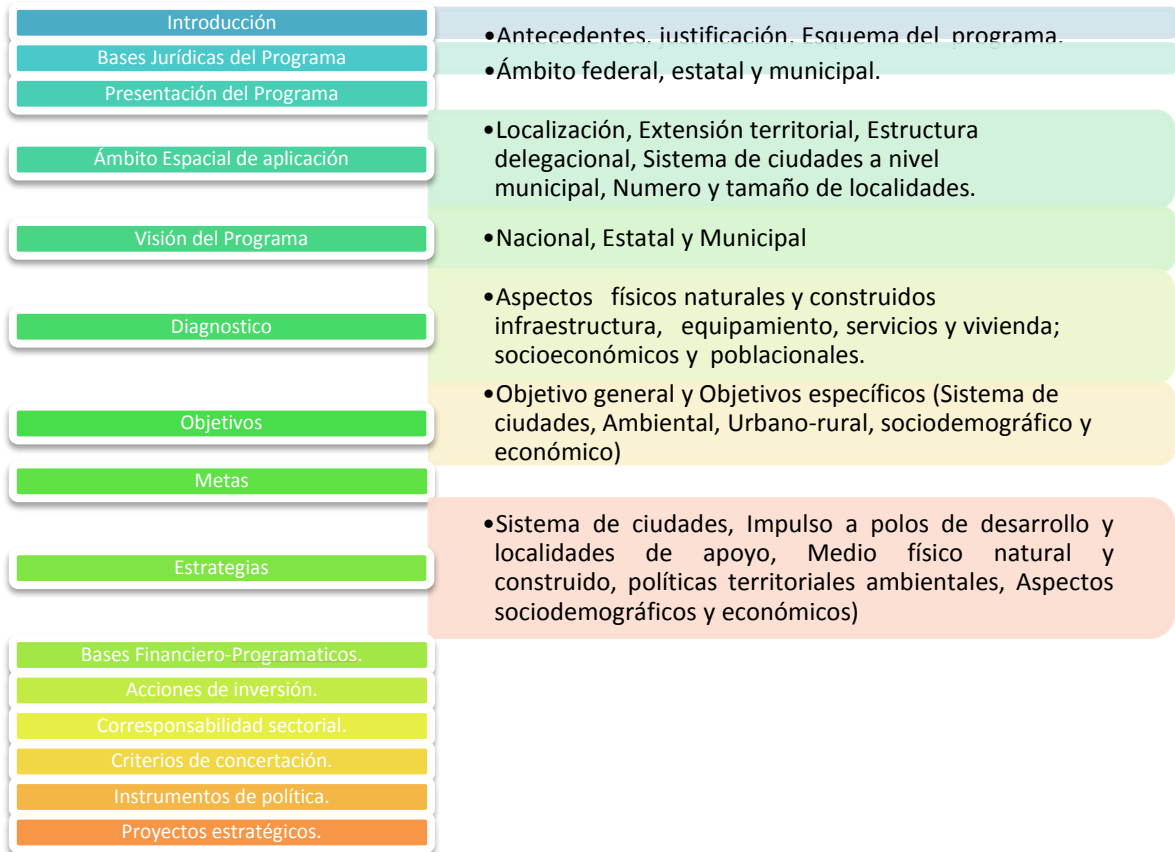 Introducción
•Antecedentes, justificación. Esquema del programa.
Bases Jurídicas del Programa
•Ámbito federal, estatal y municipal.
Presentación del Programa
Ámbito Espacial de aplicación
•Localización, Extensión territorial, Estructura
delegacional, Sistema de ciudades a nivel
municipal, Numero y tamaño de localidades.
Visión del Programa
•Nacional, Estatal y Municipal
Diagnostico
•Aspectos físicos naturales y construidos
infraestructura, equipamiento, servicios y vivienda;
socioeconómicos y poblacionales.
Objetivos
•Objetivo general y Objetivos específicos (Sistema de
ciudades, Ambiental, Urbano-rural, sociodemográfico y
económico)
Metas
Estrategias
•Sistema de ciudades, Impulso a polos de desarrollo y
localidades de apoyo, Medio físico natural y
construido, políticas territoriales ambientales, Aspectos
sociodemográficos y económicos)
Bases Financiero-Programaticos.
Acciones de inversión.
Corresponsabilidad sectorial.
Criterios de concertación.
Instrumentos de política.
Proyectos estratégicos.